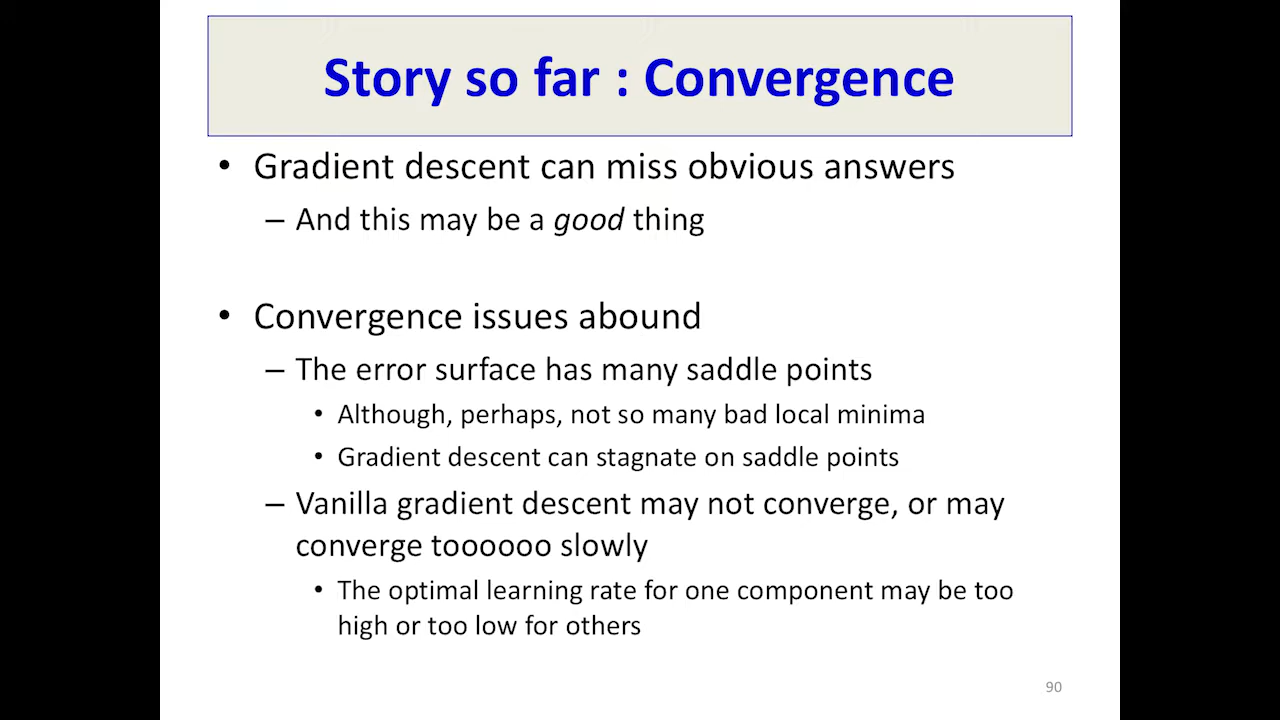 Story so far : Convergence
• Gradient descent can miss obvious answers
– And this may be a good thing
• Convergence issues abound
– The error surface has many saddle points
• Although, perhaps, not so many bad local minima
• Gradient descent can stagnate on saddle points
– Vanilla gradient descent may not converge, or may
converge toooooo slowly
• The optimal learning rate for one component may be too
high or too low for others
90